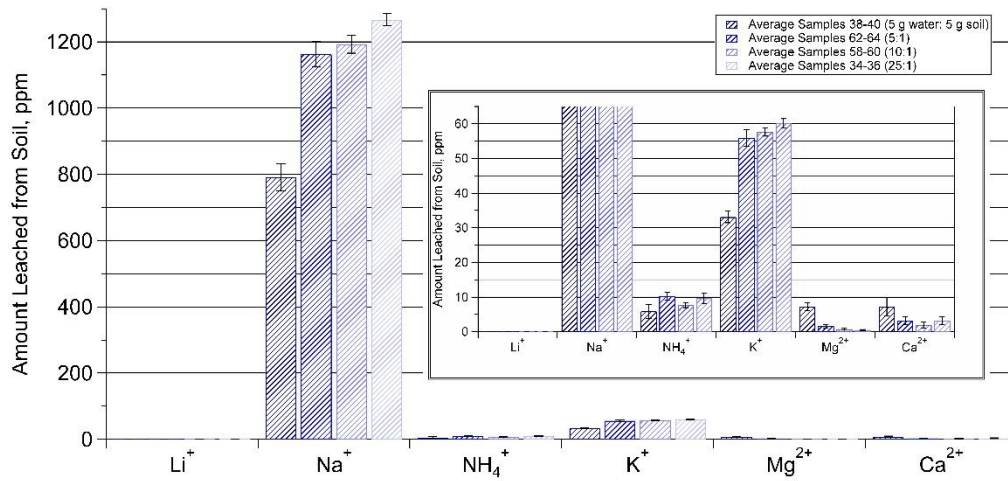 Average Samples 38-40 (5 g water: 5 g soil)
Average Samples 62-64 (5:1)
Average Samples 58-60 (10:1)
Average Samples 34-36 (25:1)
Amount Leached from Soil, ppm
1200
1000
800
600
400
200
0
Li⁺ Na⁺ NH₄⁺ K⁺ Mg²⁺ Ca²⁺
Amount Leached from Soil, ppm
60
50
40
30
20
10
0
Li⁺ Na⁺ NH₄⁺ K⁺ Mg²⁺ Ca²⁺